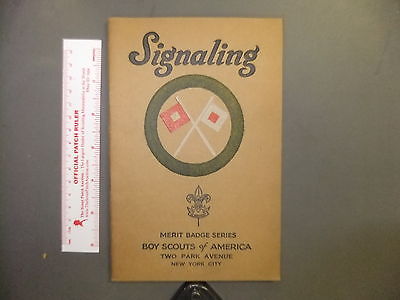 Signaling
MERIT BADGE SERIES
BOY SCOUTS of AMERICA
TWO PARK AVENUE
NEW YORK CITY
OFFICIAL PATCH RULER